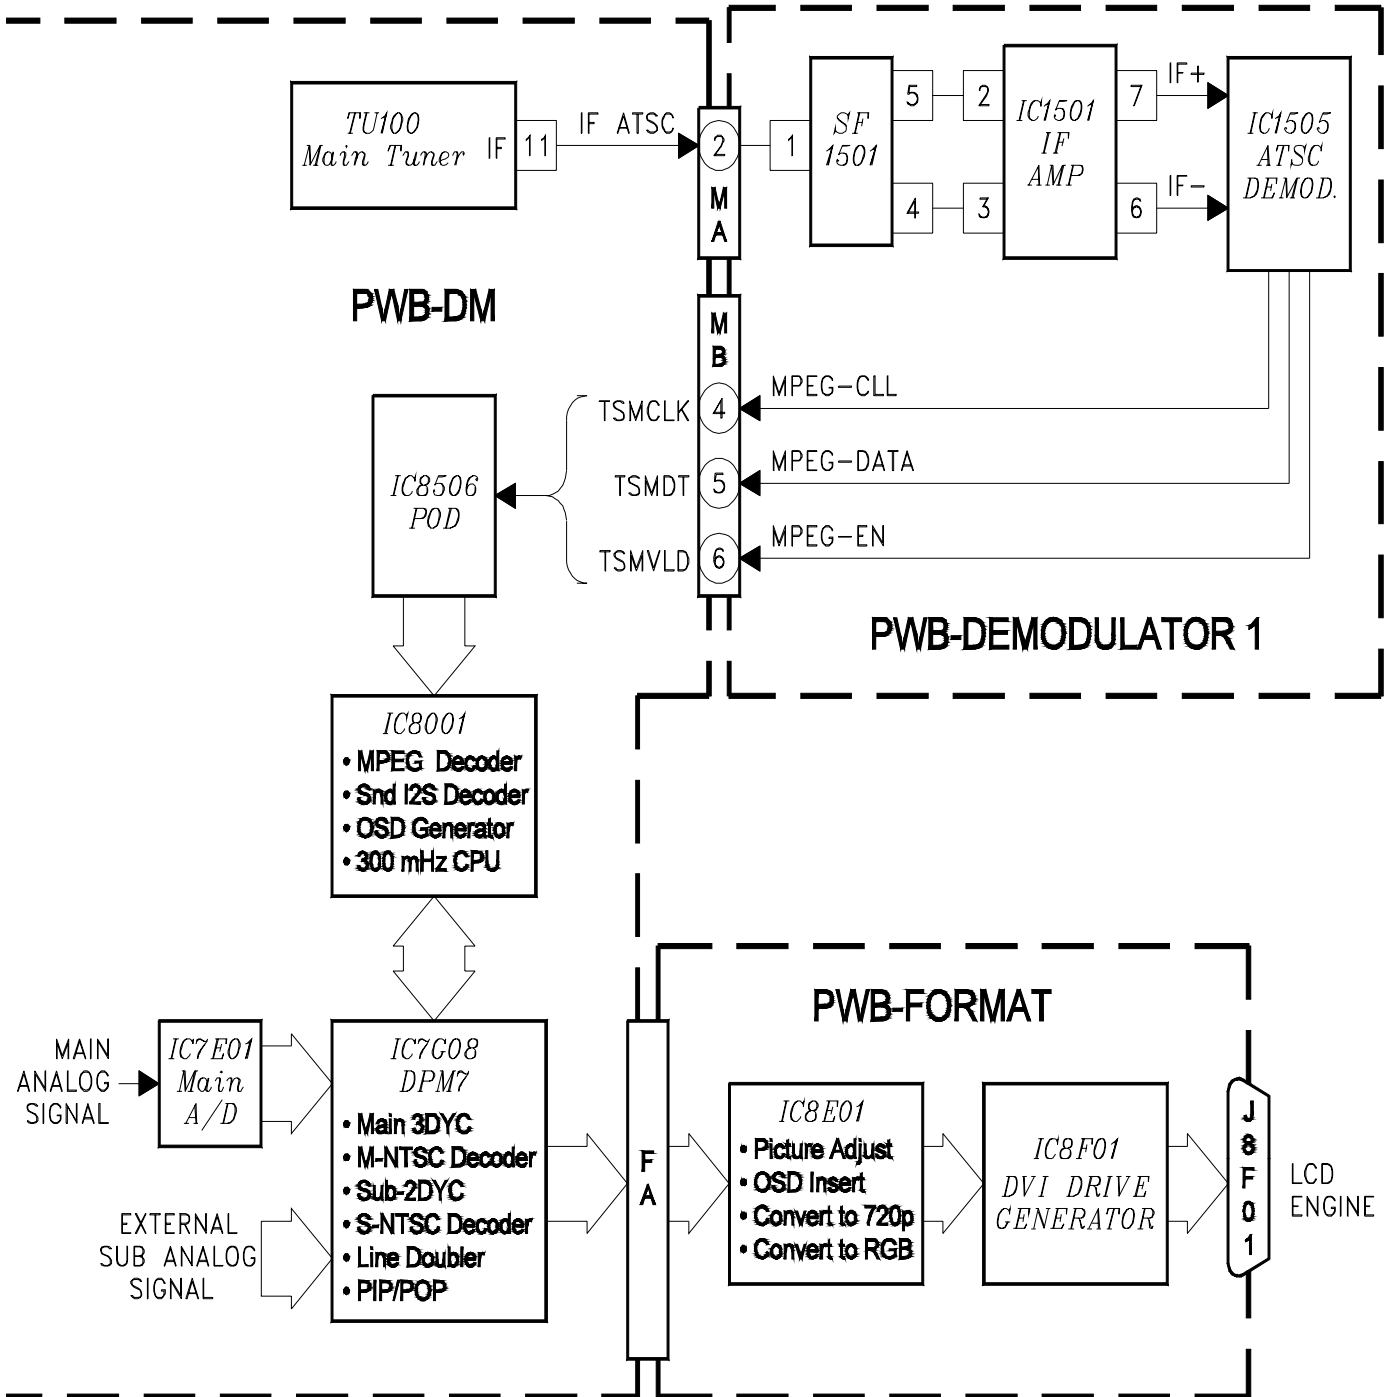 TU100
Main Tuner
IF
11
IF ATSC
2
M
A
1
SF
1501
5
4
2
3
IC1501
IF
AMP
7
6
IF+
IF-
IC1505
ATSC
DEMOD.
PWB-DM
M
B
4
5
6
TSMCLK
TSMDT
TSMVLD
MPEG-CLL
MPEG-DATA
MPEG-EN
IC8506
POD
PWB-DEMODULATOR 1
IC8001
• MPEG Decoder
• Snd I2S Decoder
• OSD Generator
• 300 mHz CPU
PWB-FORMAT
MAIN
ANALOG
SIGNAL
IC7E01
Main
A/D
EXTERNAL
SUB ANALOG
SIGNAL
IC7G08
DPM7
• Main 3DYC
• M-NTSC Decoder
• Sub-2DYC
• S-NTSC Decoder
• Line Doubler
• PIP/POP
F
A
IC8E01
• Picture Adjust
• OSD Insert
• Convert to 720p
• Convert to RGB
IC8F01
DVI DRIVE
GENERATOR
J
8
F
0
1
LCD
ENGINE